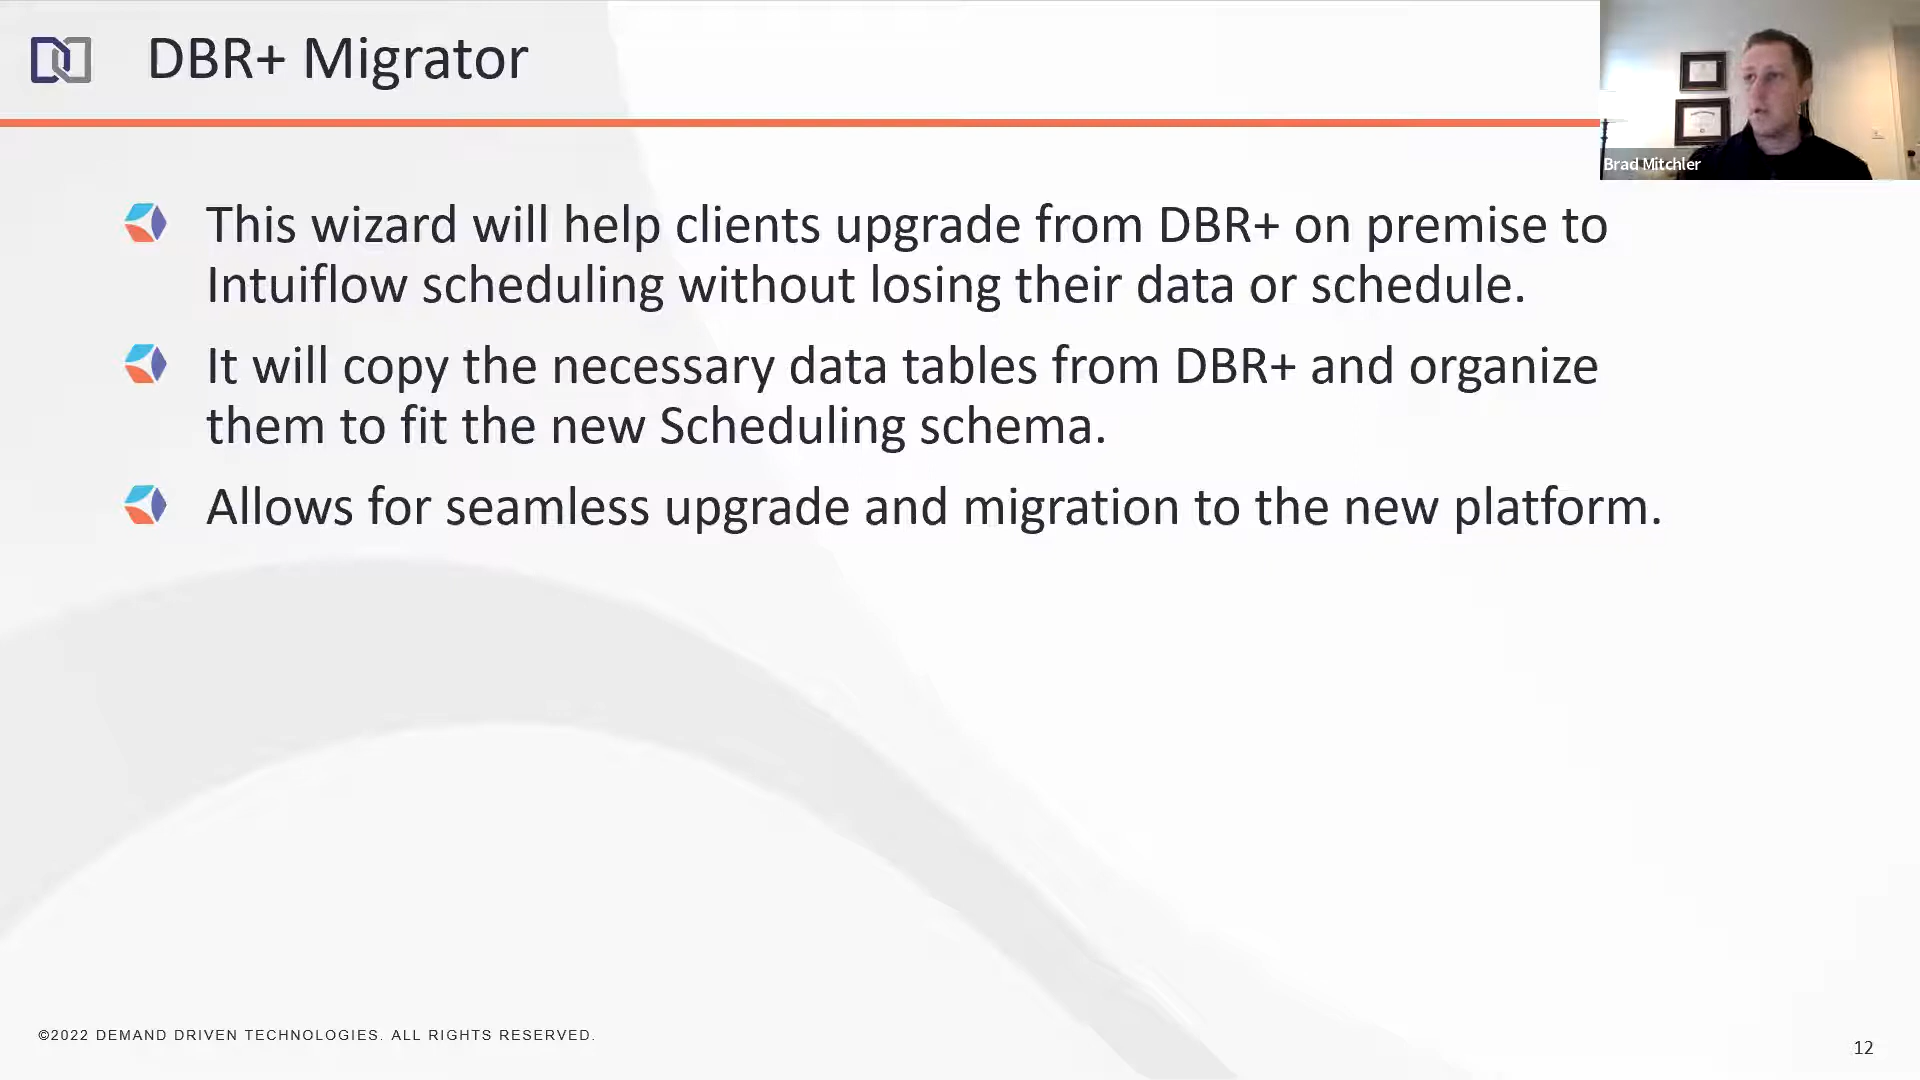 DBR+ Migrator
Brad Mitchler
This wizard will help clients upgrade from DBR+ on premise to
Intuiflow scheduling without losing their data or schedule.
It will copy the necessary data tables from DBR+ and organize
them to fit the new Scheduling schema.
Allows for seamless upgrade and migration to the new platform.
©2022 DEMAND DRIVEN TECHNOLOGIES. ALL RIGHTS RESERVED.
12